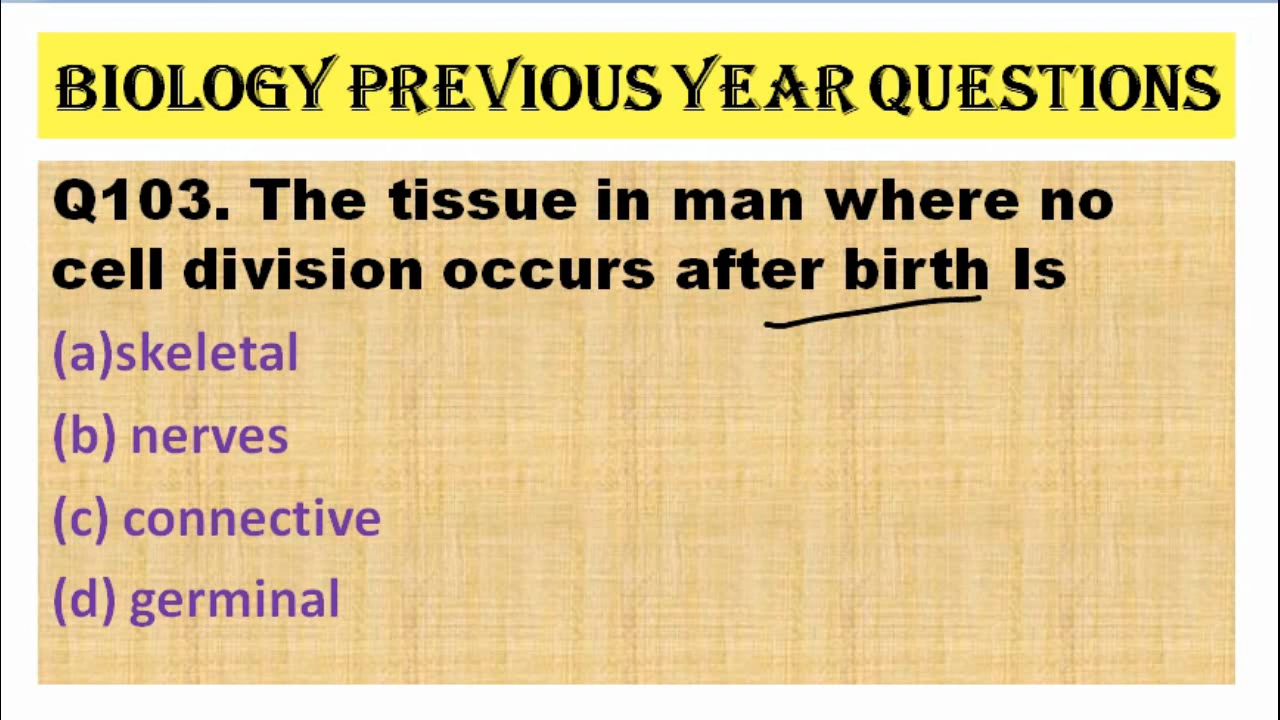 BIOLOGY PREVIOUS YEAR QUESTIONS
Q103. The tissue in man where no
cell division occurs after birth Is
(a)skeletal
(b) nerves
(c) connective
(d) germinal